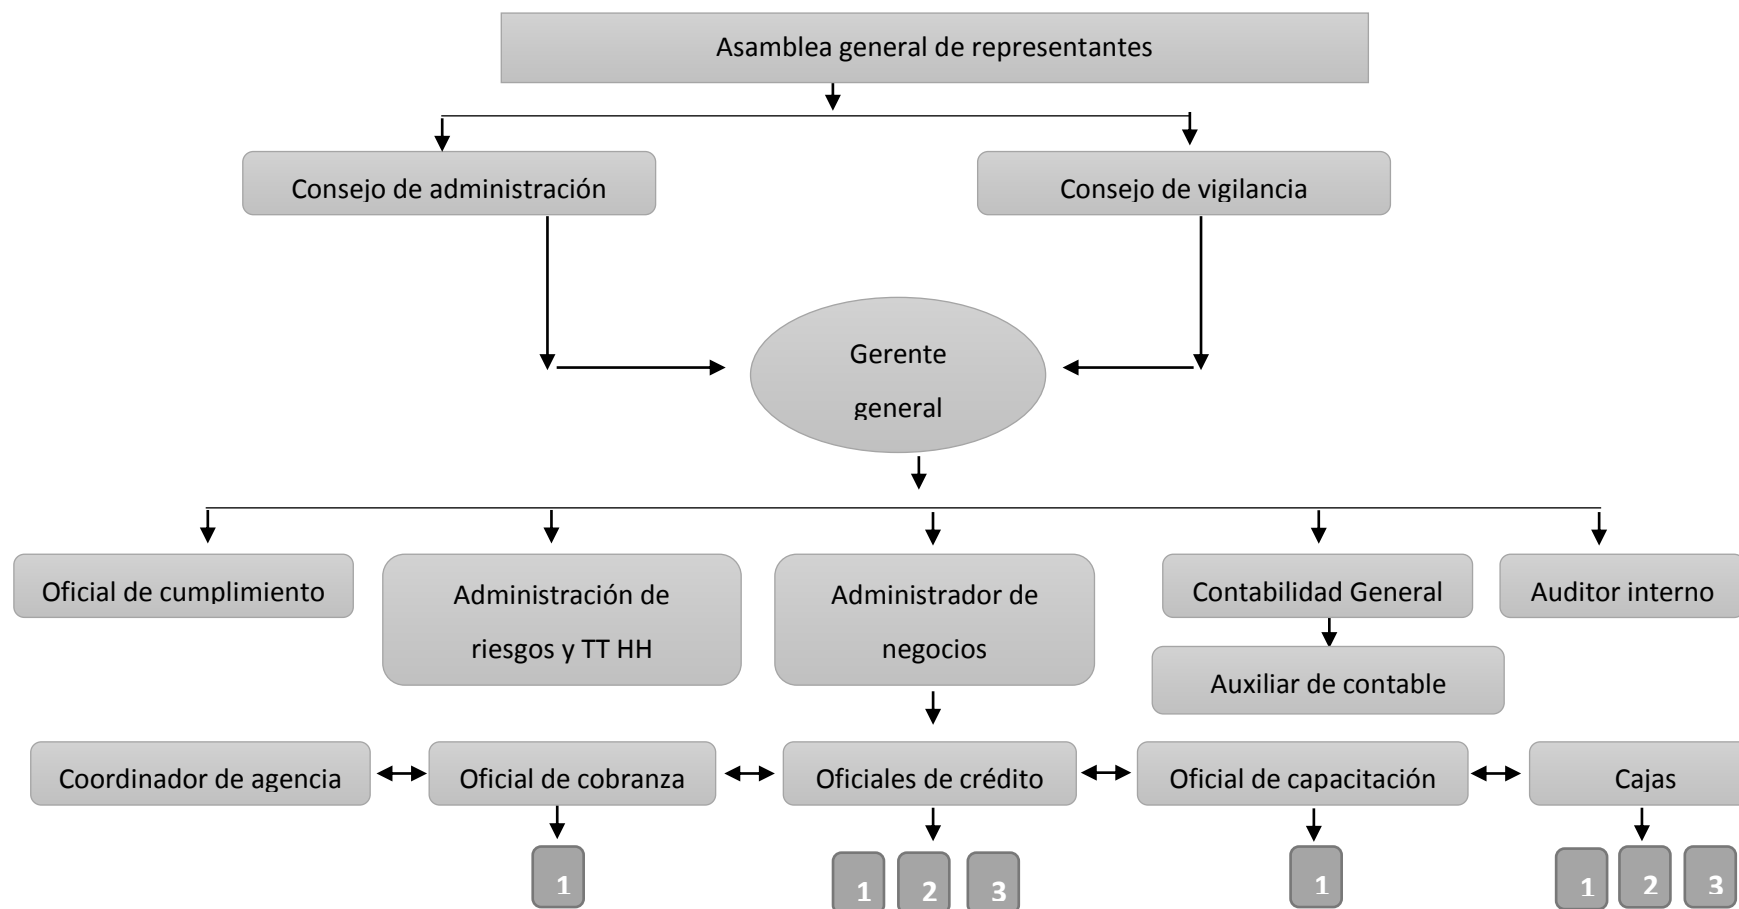 Asamblea general de representantes
Consejo de administración
Consejo de vigilancia
Gerente
general
Oficial de cumplimiento
Administración de
riesgos y TT HH
Administrador de
negocios
Contabilidad General
Auditor interno
Auxiliar de contable
Coordinador de agencia
Oficial de cobranza
Oficiales de crédito
Oficial de capacitación
Cajas
1
1
2
3
1
1
2
3